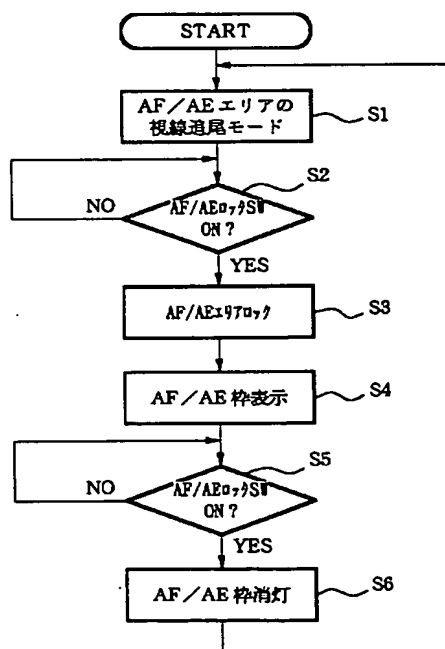 START
AF／AEエリアの
視線追尾モード
S1
S2
NO
AF/AEロックSW
ON？
YES
AF/AEエリアロック
S3
AF／AE枠表示
S4
S5
NO
AF/AEロックSW
ON？
YES
AF／AE枠消灯
S6